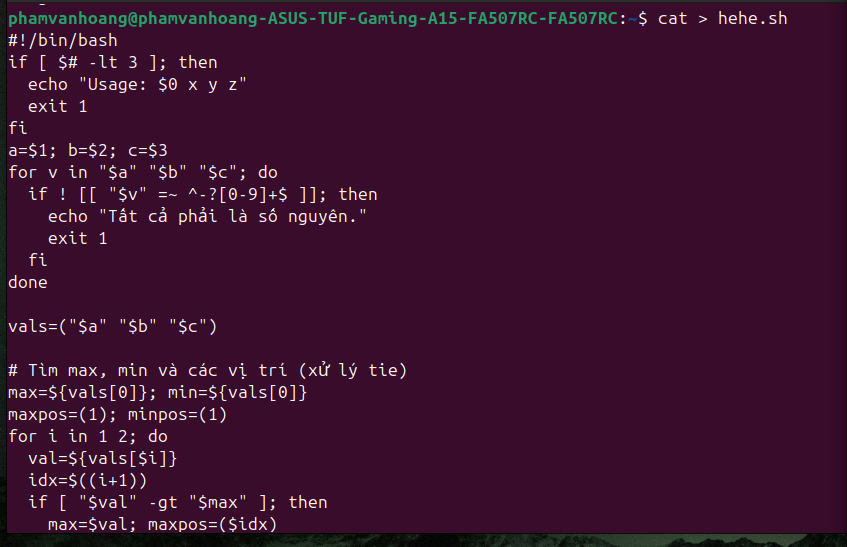 phamvanhoang@phamvanhoang-ASUS-TUF-Gaming-A15-FA507RC-FA507RC:~$ cat > hehe.sh
#!/bin/bash
if [ $# -lt 3 ]; then
  echo "Usage: $0 x y z"
  exit 1
fi
a=$1; b=$2; c=$3
for v in "$a" "$b" "$c"; do
  if ! [[ "$v" =~ ^-?[0-9]+$ ]]; then
    echo "Tất cả phải là số nguyên."
    exit 1
  fi
done

vals=("$a" "$b" "$c")

# Tìm max, min và các vị trí (xử lý tie)
max=${vals[0]}; min=${vals[0]}
maxpos=(1); minpos=(1)
for i in 1 2; do
  val=${vals[$i]}
  idx=$((i+1))
  if [ "$val" -gt "$max" ]; then
    max=$val; maxpos=($idx)